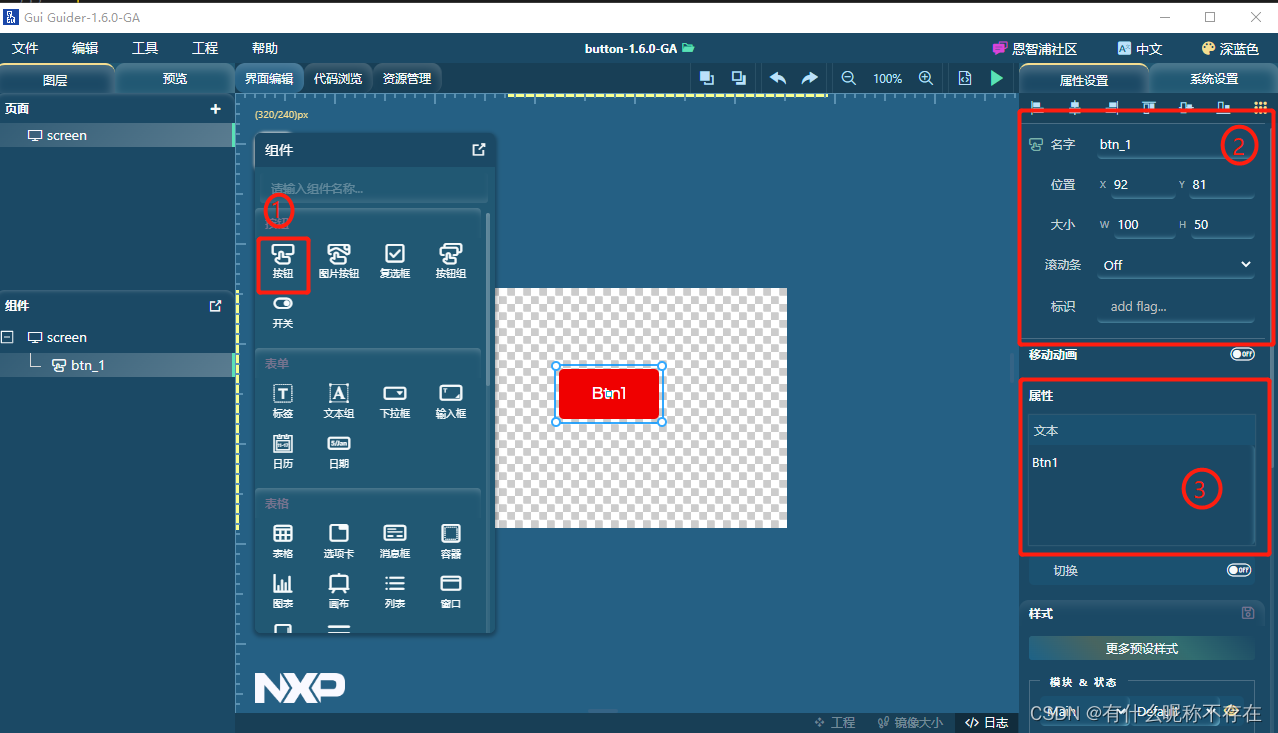 Gui Guider-1.6.0-GA
文件 编辑 工具 工程 帮助
button-1.6.0-GA
恩智浦社区 中文 深蓝色
图层 预览 界面编辑 代码浏览 资源管理
100%
属性设置 系统设置
页面 +
screen
组件
screen
btn_1
(320/240)px
组件
请输入组件名称...
1
按钮
按钮 图片按钮 复选框 按钮组
开关
表单
标签 文本组 下拉框 输入框
日历 日期
表格
表格 选项卡 消息框 容器
图表 画布 列表 窗口
Btn1
NXP
名字 btn_1
2
位置 X 92 Y 81
大小 W 100 H 50
滚动条 Off
标识 add flag...
移动动画 OFF
属性
文本
Btn1
3
切换 OFF
样式
更多预设样式
模块 & 状态
Main Default
工程 镜像大小 日志
CSDN @有什么昵称不存在